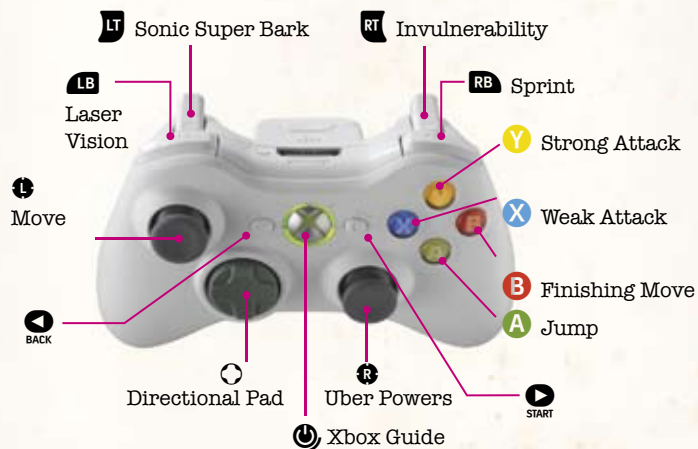 LT Sonic Super Bark
RT Invulnerability
LB
Laser
Vision
RB Sprint
Y Strong Attack
L
Move
X Weak Attack
B Finishing Move
A Jump
BACK
Directional Pad
R
Uber Powers
START
Xbox Guide